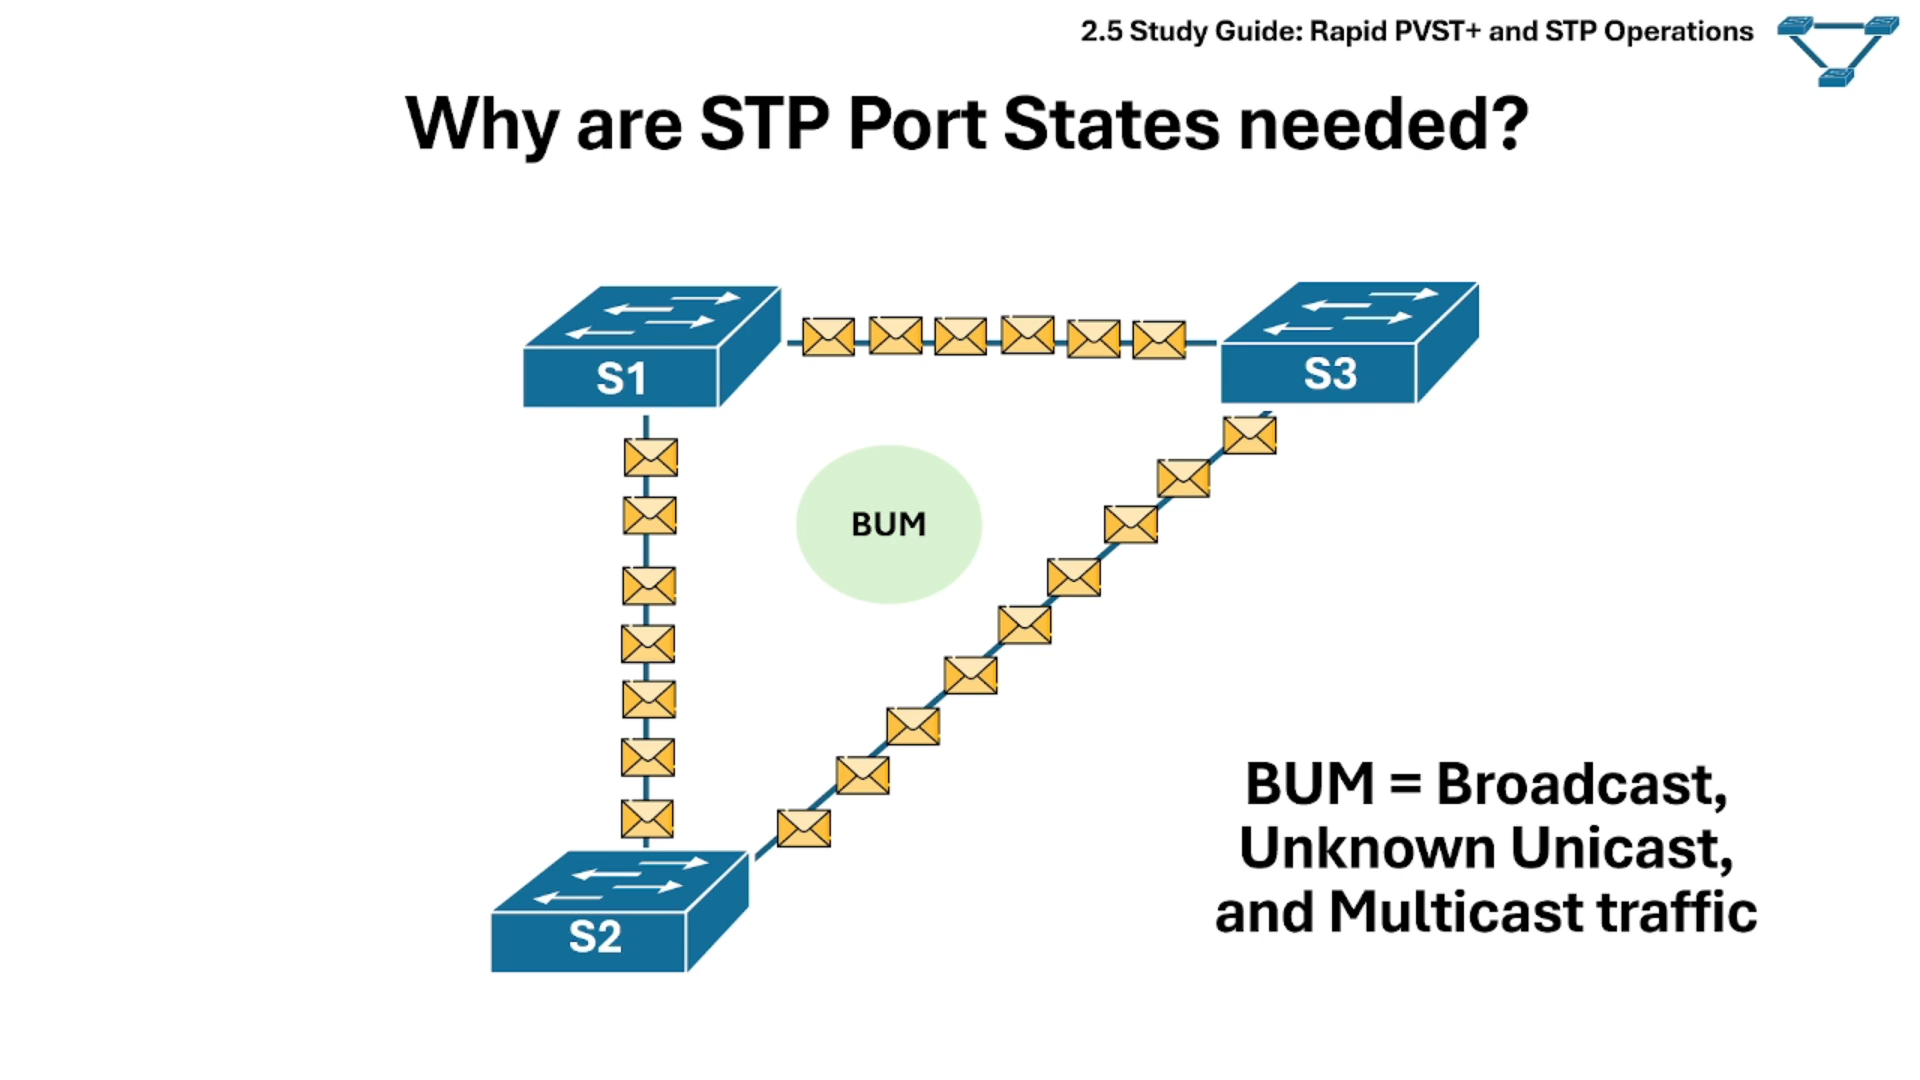 2.5 Study Guide: Rapid PVST+ and STP Operations
Why are STP Port States needed?
S1
S3
BUM
S2
BUM = Broadcast,
Unknown Unicast,
and Multicast traffic